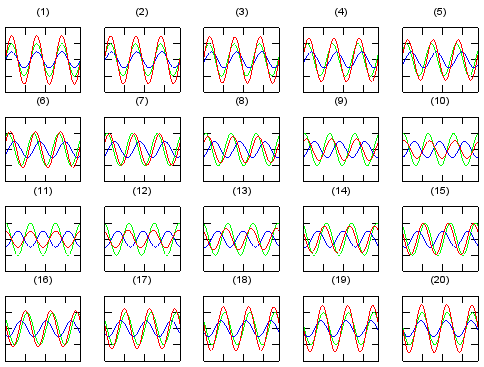 (1) (2) (3) (4) (5)
(6) (7) (8) (9) (10)
(11) (12) (13) (14) (15)
(16) (17) (18) (19) (20)